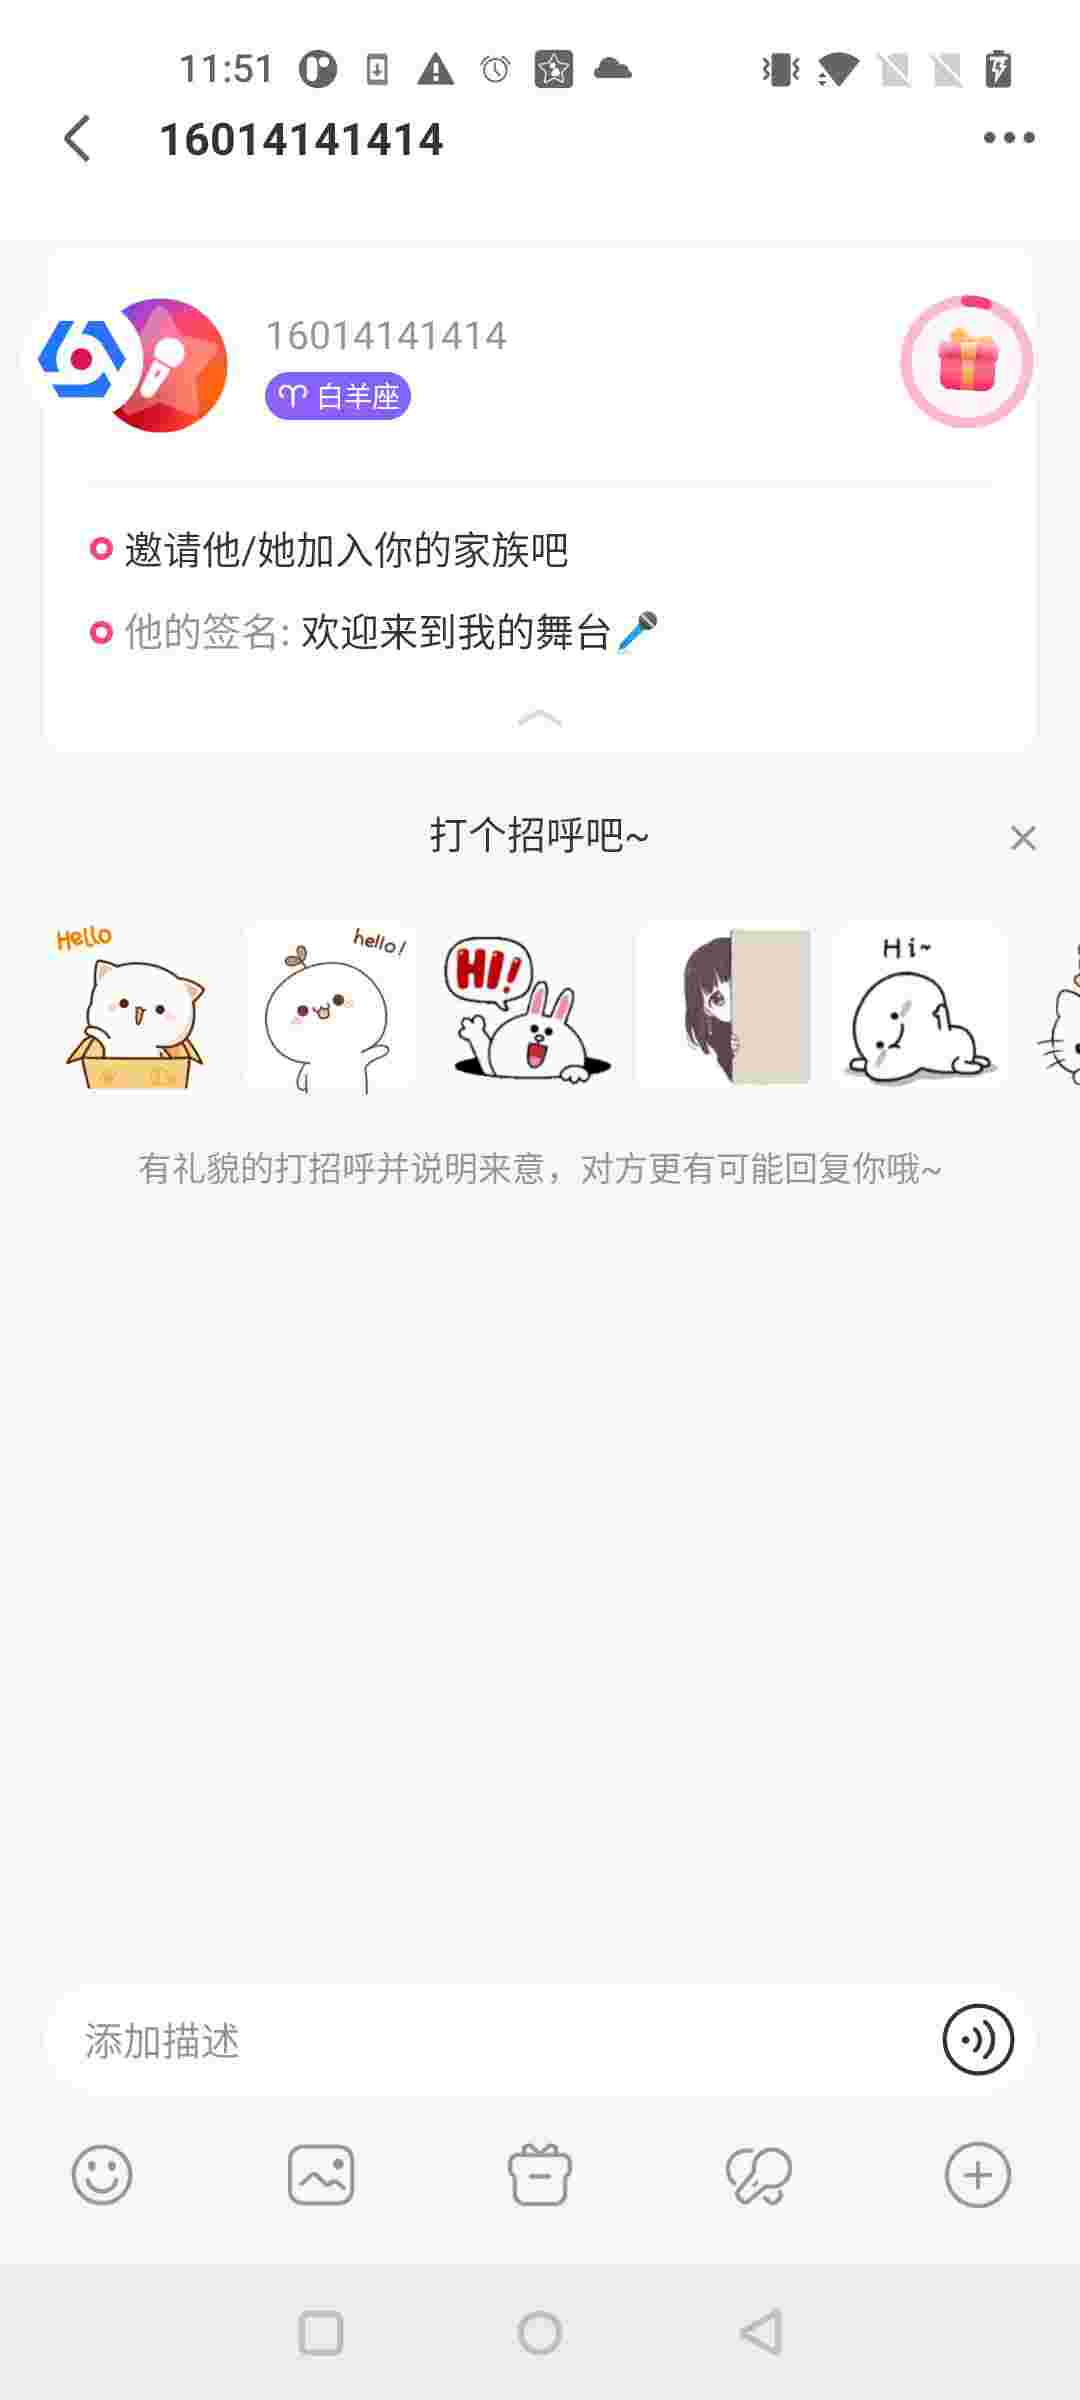 11:51
16014141414
16014141414
白羊座
邀请他/她加入你的家族吧
他的签名: 欢迎来到我的舞台
打个招呼吧~
Hello
hello!
HI!
Hi~
有礼貌的打招呼并说明来意，对方更有可能回复你哦~
添加描述